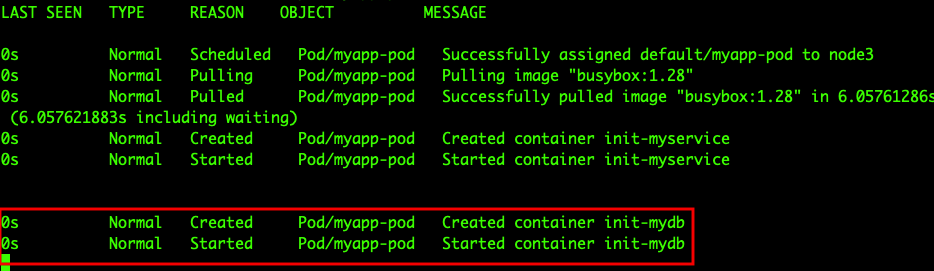 LAST SEEN TYPE REASON OBJECT MESSAGE
0s Normal Scheduled Pod/myapp-pod Successfully assigned default/myapp-pod to node3
0s Normal Pulling Pod/myapp-pod Pulling image "busybox:1.28"
0s Normal Pulled Pod/myapp-pod Successfully pulled image "busybox:1.28" in 6.05761286s
(6.057621883s including waiting)
0s Normal Created Pod/myapp-pod Created container init-myservice
0s Normal Started Pod/myapp-pod Started container init-myservice
0s Normal Created Pod/myapp-pod Created container init-mydb
0s Normal Started Pod/myapp-pod Started container init-mydb